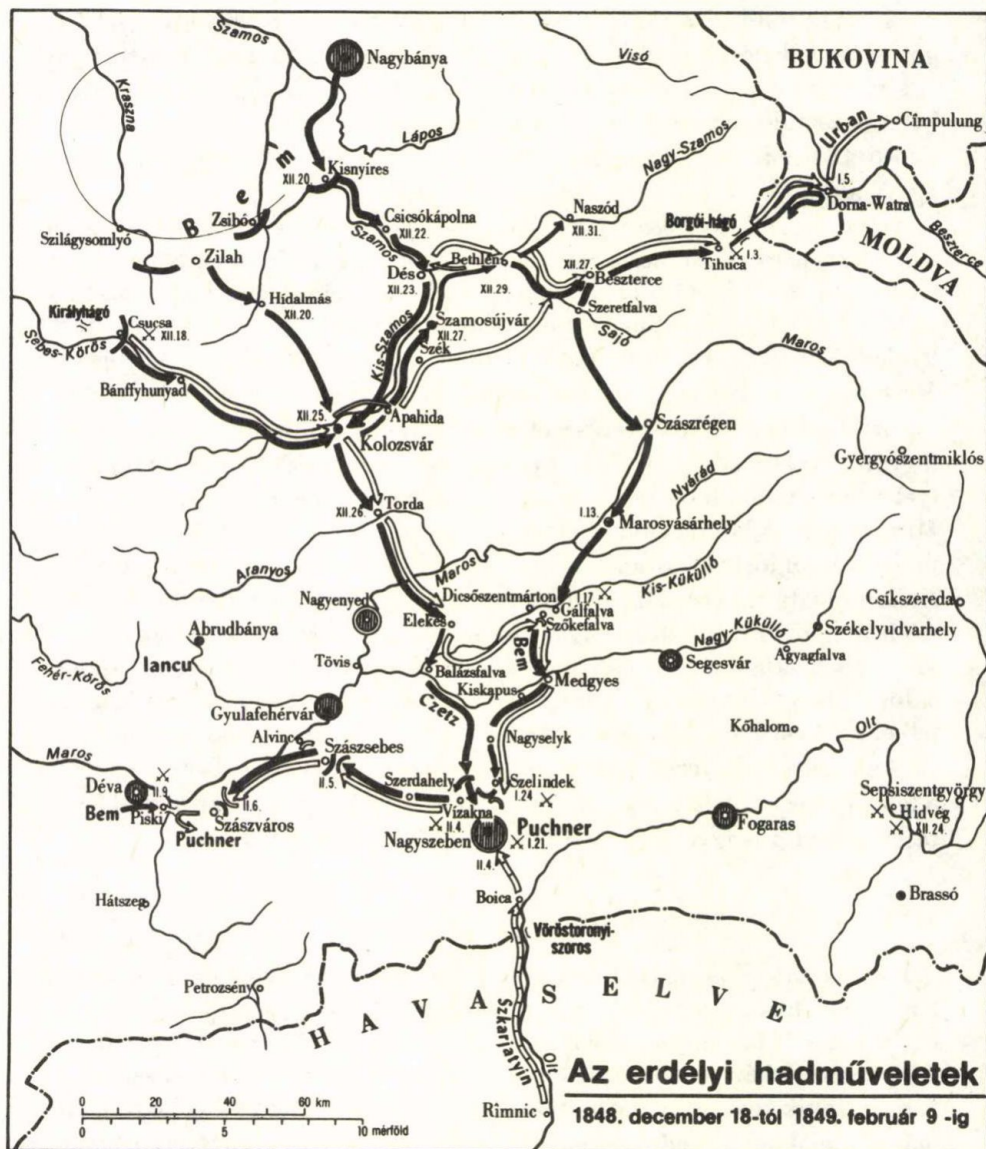 Szamos
Nagybánya
Visó
BUKOVINA
Kraszna
Lápos
Urban
Cîmpulung
Nagy-Szamos
B e m
XII.20.
Kisnyíres
I.5.
Dorna-Watra
Zsibó
Csicsókápolna
XII.22.
Szamos
Naszód
XII.31.
Borgói-hágó
Beszterce
Szilágysomlyó
Zilah
Bethlen
Tihuca
I.3.
MOLDVA
Dés
XII.23.
XII.29.
XII.27.
Beszterce
Hidalmás
XII.20.
Szeretfalva
Királyhágó
Csucsa
XII.18.
Szamosújvár
XII.27.
Sajó
Sebes-Körös
Kis-Szamos
Szék
Maros
Bánffyhunyad
XII.25.
Apahida
Kolozsvár
Szászrégen
Gyergyószentmiklós
Nyárád
XII.26.
Torda
I.13.
Marosyásárhely
Aranyos
Maros
Dicsőszentmárton
I.17.
Kis-Küküllő
Nagyenyed
Gálfalva
Csíkszereda
Elekes
Szőkefalva
Abrudbánya
Nagy-Küküllő
Székelyudvarhely
Iancu
Bem
Agyagfalva
Tövis
Balázsfalva
Segesvár
Fehér-Körös
Kiskapus
Medgyes
Gyulafehérvár
Czetz
Alvinc
Nagyselyk
Kőhalom
Olt
Maros
Szászsebes
Déva
II.9.
II.5.
Szerdahely
Szelindek
I.24
Sepsiszentgyörgy
Bem
Piski
II.6.
Vízakna
II.4.
Puchner
Hidvég
XII.24.
Puchner
Szászváros
Nagyszeben
I.21.
Fogaras
II.4.
Hátszeg
Boica
Brassó
Vöröstoronyi-
szoros
Petrozsény
H A V A S E L V E
Szkarjatyin
Olt
Rîmnic
Az erdélyi hadműveletek
1848. december 18-tól 1849. február 9 -ig
0 20 40 60 km
0 5 10 mérföld